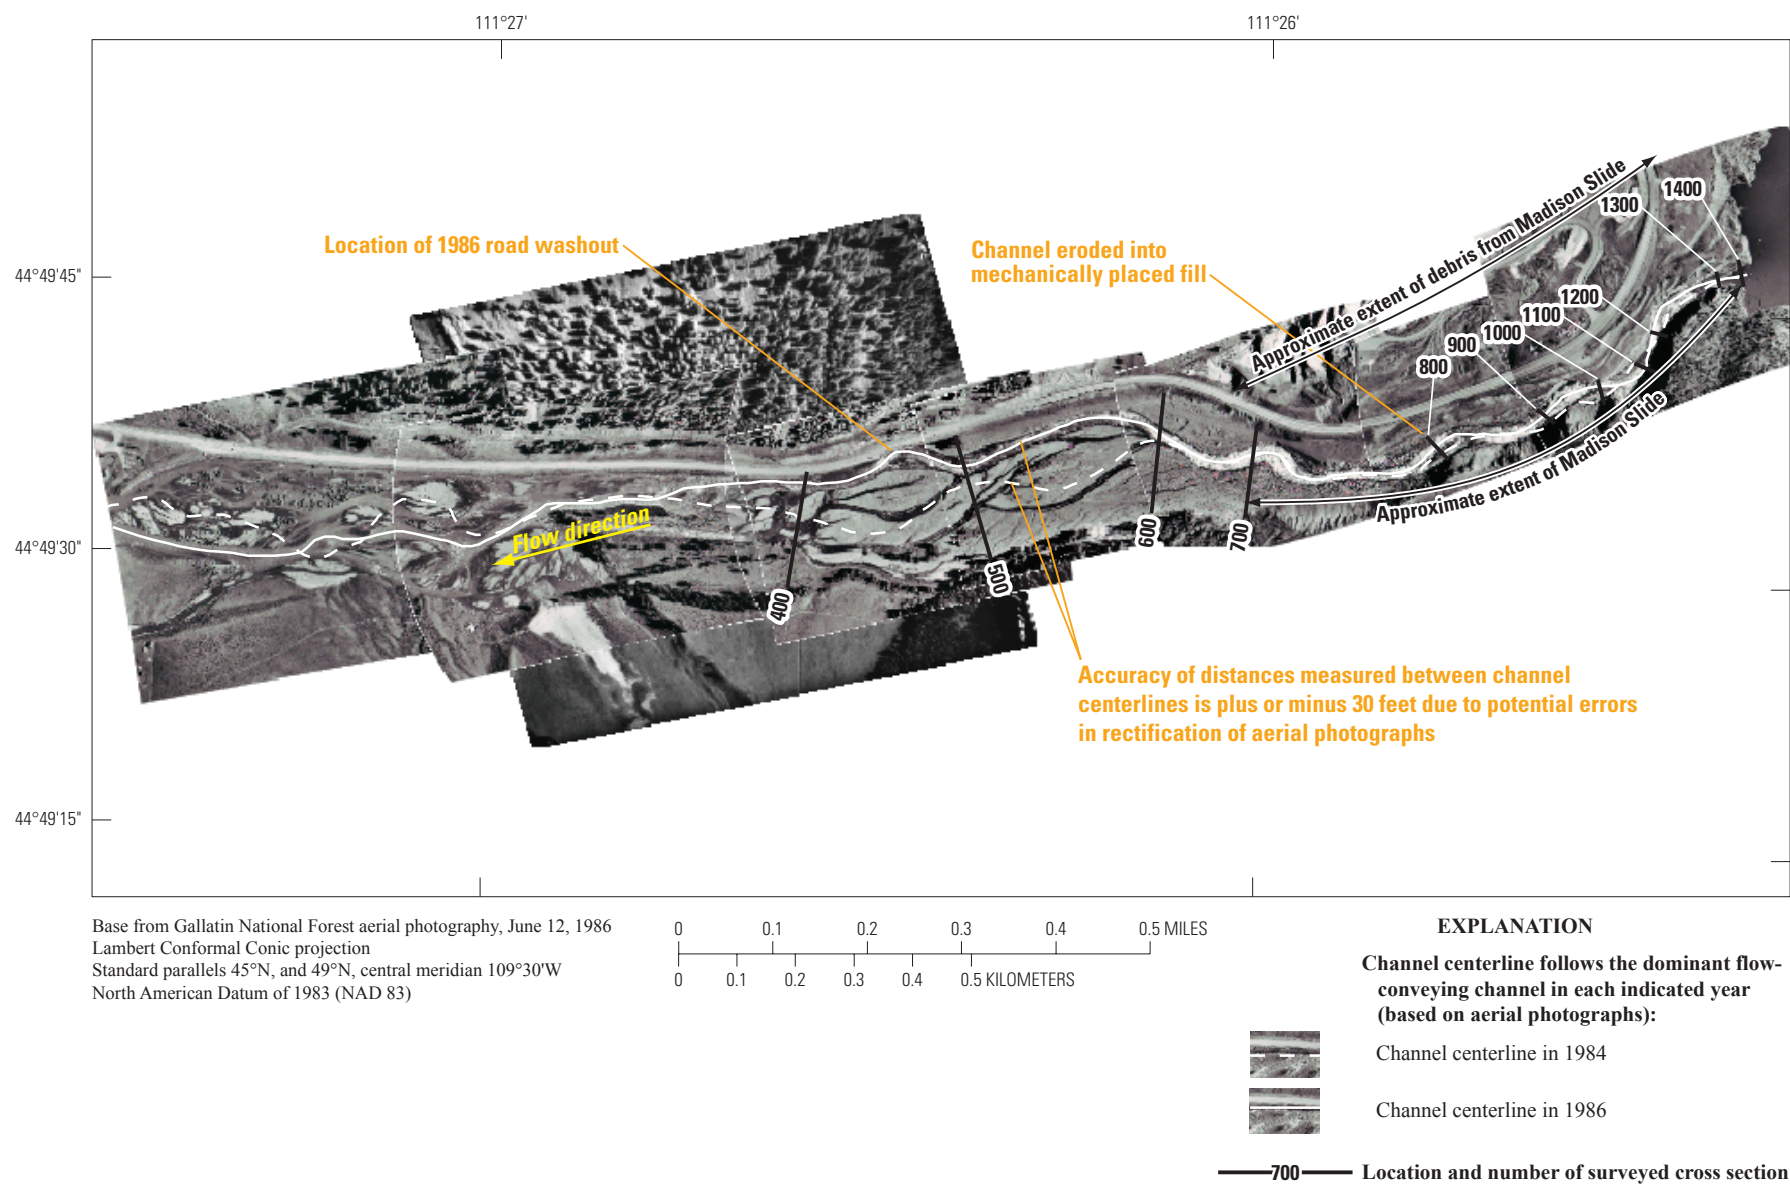 111°27'
111°26'
44°49'45"
44°49'30"
44°49'15"
Location of 1986 road washout
Channel eroded into
mechanically placed fill
Approximate extent of debris from Madison Slide
1400
1300
1200
1100
1000
900
800
Approximate extent of Madison Slide
Flow direction
400
500
600
700
Accuracy of distances measured between channel
centerlines is plus or minus 30 feet due to potential errors
in rectification of aerial photographs
Base from Gallatin National Forest aerial photography, June 12, 1986
Lambert Conformal Conic projection
Standard parallels 45°N, and 49°N, central meridian 109°30'W
North American Datum of 1983 (NAD 83)
0 0.1 0.2 0.3 0.4 0.5 MILES
0 0.1 0.2 0.3 0.4 0.5 KILOMETERS
EXPLANATION
Channel centerline follows the dominant flow-
conveying channel in each indicated year
(based on aerial photographs):
Channel centerline in 1984
Channel centerline in 1986
700 Location and number of surveyed cross section